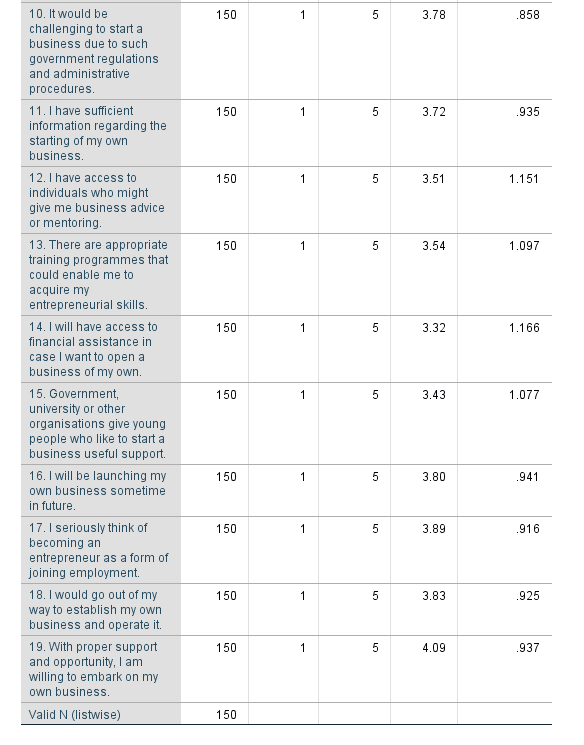 10. It would be 150 1 5 3.78 .858
challenging to start a
business due to such
government regulations
and administrative
procedures.
11. I have sufficient 150 1 5 3.72 .935
information regarding the
starting of my own
business.
12. I have access to 150 1 5 3.51 1.151
individuals who might
give me business advice
or mentoring.
13. There are appropriate 150 1 5 3.54 1.097
training programmes that
could enable me to
acquire my
entrepreneurial skills.
14. I will have access to 150 1 5 3.32 1.166
financial assistance in
case I want to open a
business of my own.
15. Government, 150 1 5 3.43 1.077
university or other
organisations give young
people who like to start a
business useful support.
16. I will be launching my 150 1 5 3.80 .941
own business sometime
in future.
17. I seriously think of 150 1 5 3.89 .916
becoming an
entrepreneur as a form of
joining employment.
18. I would go out of my 150 1 5 3.83 .925
way to establish my own
business and operate it.
19. With proper support 150 1 5 4.09 .937
and opportunity, I am
willing to embark on my
own business.
Valid N (listwise) 150